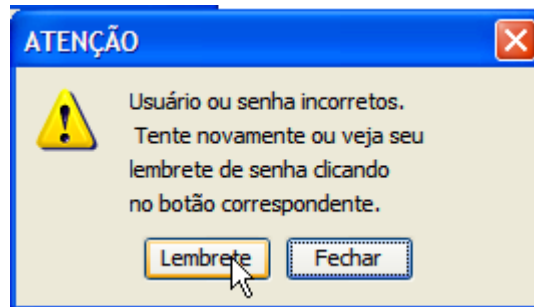 ATENÇÃO
Usuário ou senha incorretos.
Tente novamente ou veja seu
lembrete de senha clicando
no botão correspondente.
Lembrete Fechar